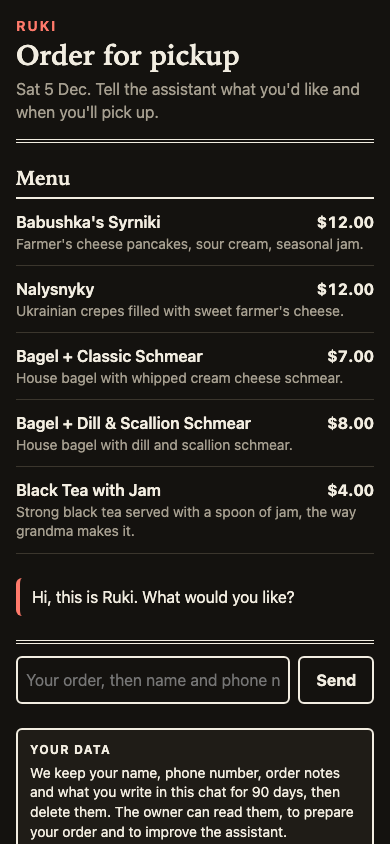 RUKI
Order for pickup
Sat 5 Dec. Tell the assistant what you'd like and
when you'll pick up.
Menu
Babushka's Syrniki $12.00
Farmer's cheese pancakes, sour cream, seasonal jam.
Nalysnyky $12.00
Ukrainian crepes filled with sweet farmer's cheese.
Bagel + Classic Schmear $7.00
House bagel with whipped cream cheese schmear.
Bagel + Dill & Scallion Schmear $8.00
House bagel with dill and scallion schmear.
Black Tea with Jam $4.00
Strong black tea served with a spoon of jam, the way
grandma makes it.
Hi, this is Ruki. What would you like?
Your order, then name and phone n Send
YOUR DATA
We keep your name, phone number, order notes
and what you write in this chat for 90 days, then
delete them. The owner can read them, to prepare
your order and to improve the assistant.